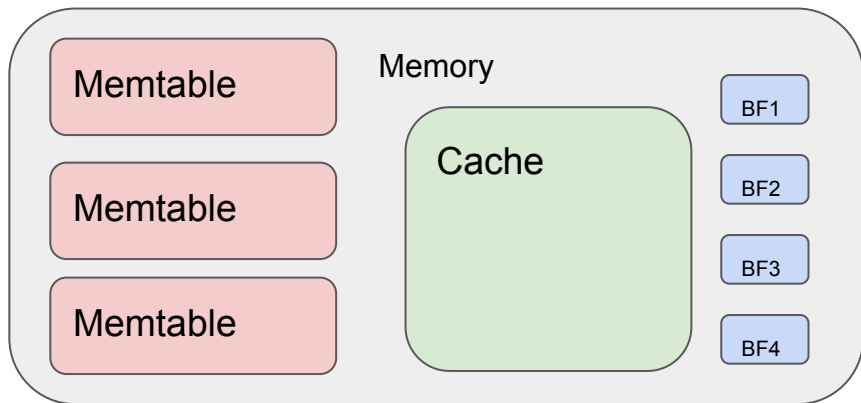 Memtable
Memtable
Memtable
Memory
Cache
BF1
BF2
BF3
BF4